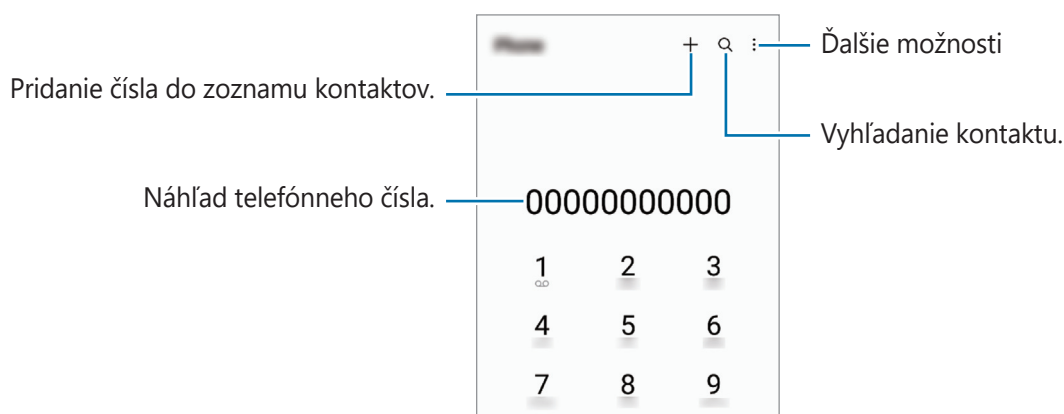 Ďalšie možnosti
Pridanie čísla do zoznamu kontaktov.
Vyhľadanie kontaktu.
Náhľad telefónneho čísla.
00000000000
1 2 3
4 5 6
7 8 9